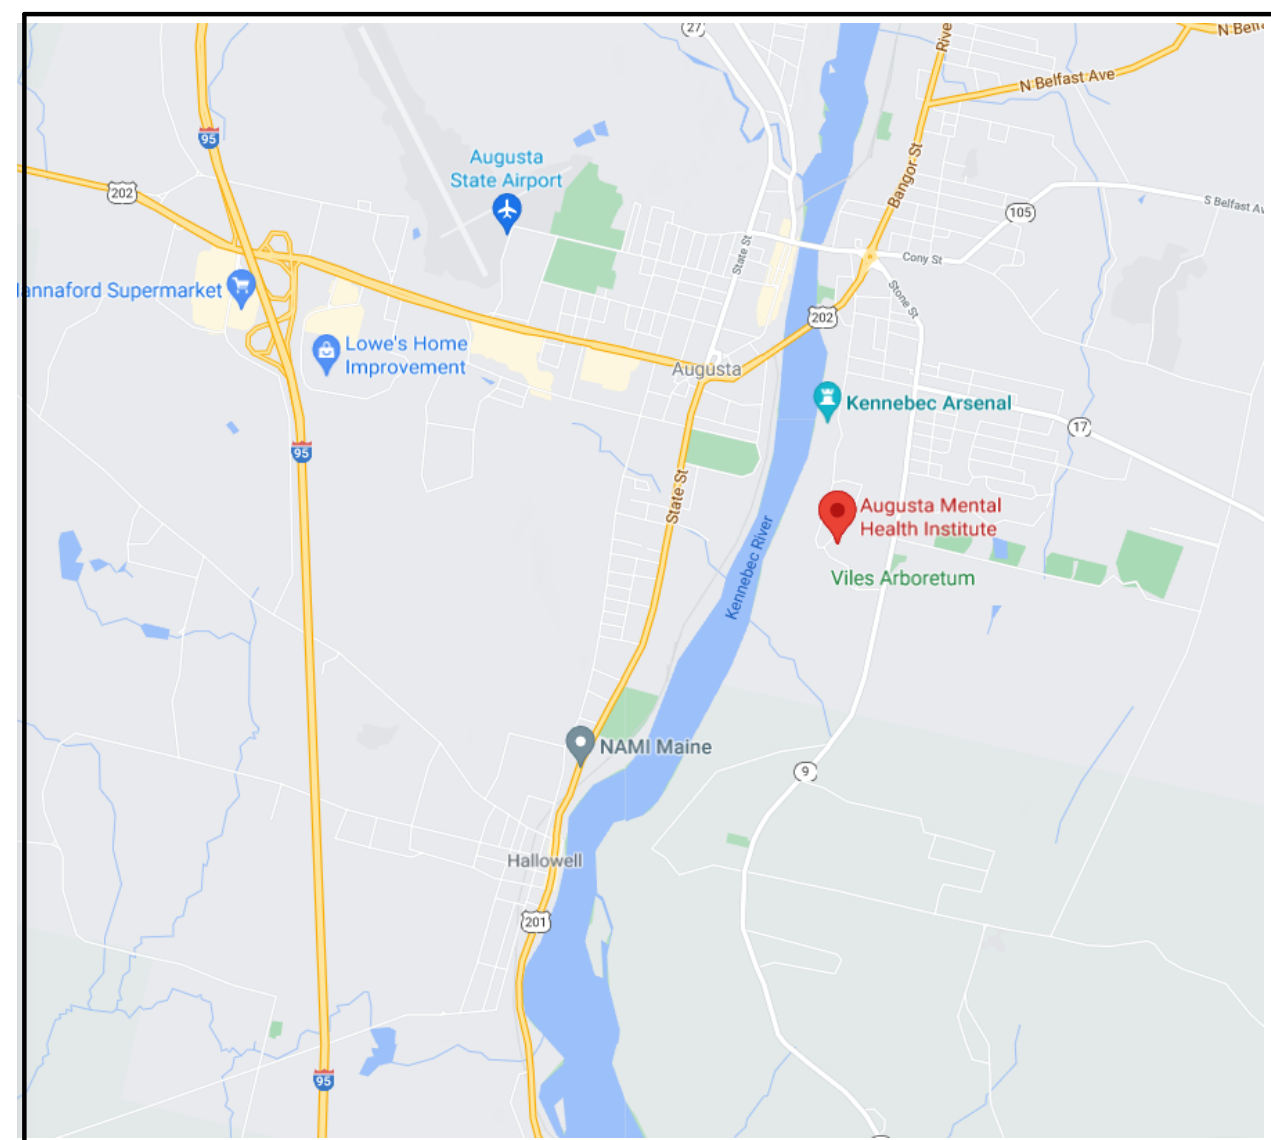 27
Rive
N Belf
N Belfast Ave
95
Augusta
State Airport
202
Bangor St
105
S Belfast Av
State St
Cony St
annaford Supermarket
Stone St
202
Lowe's Home
Improvement
Augusta
Kennebec Arsenal
17
95
State St
Augusta Mental
Health Institute
Kennebec River
Viles Arboretum
NAMI Maine
9
Hallowell
201
95